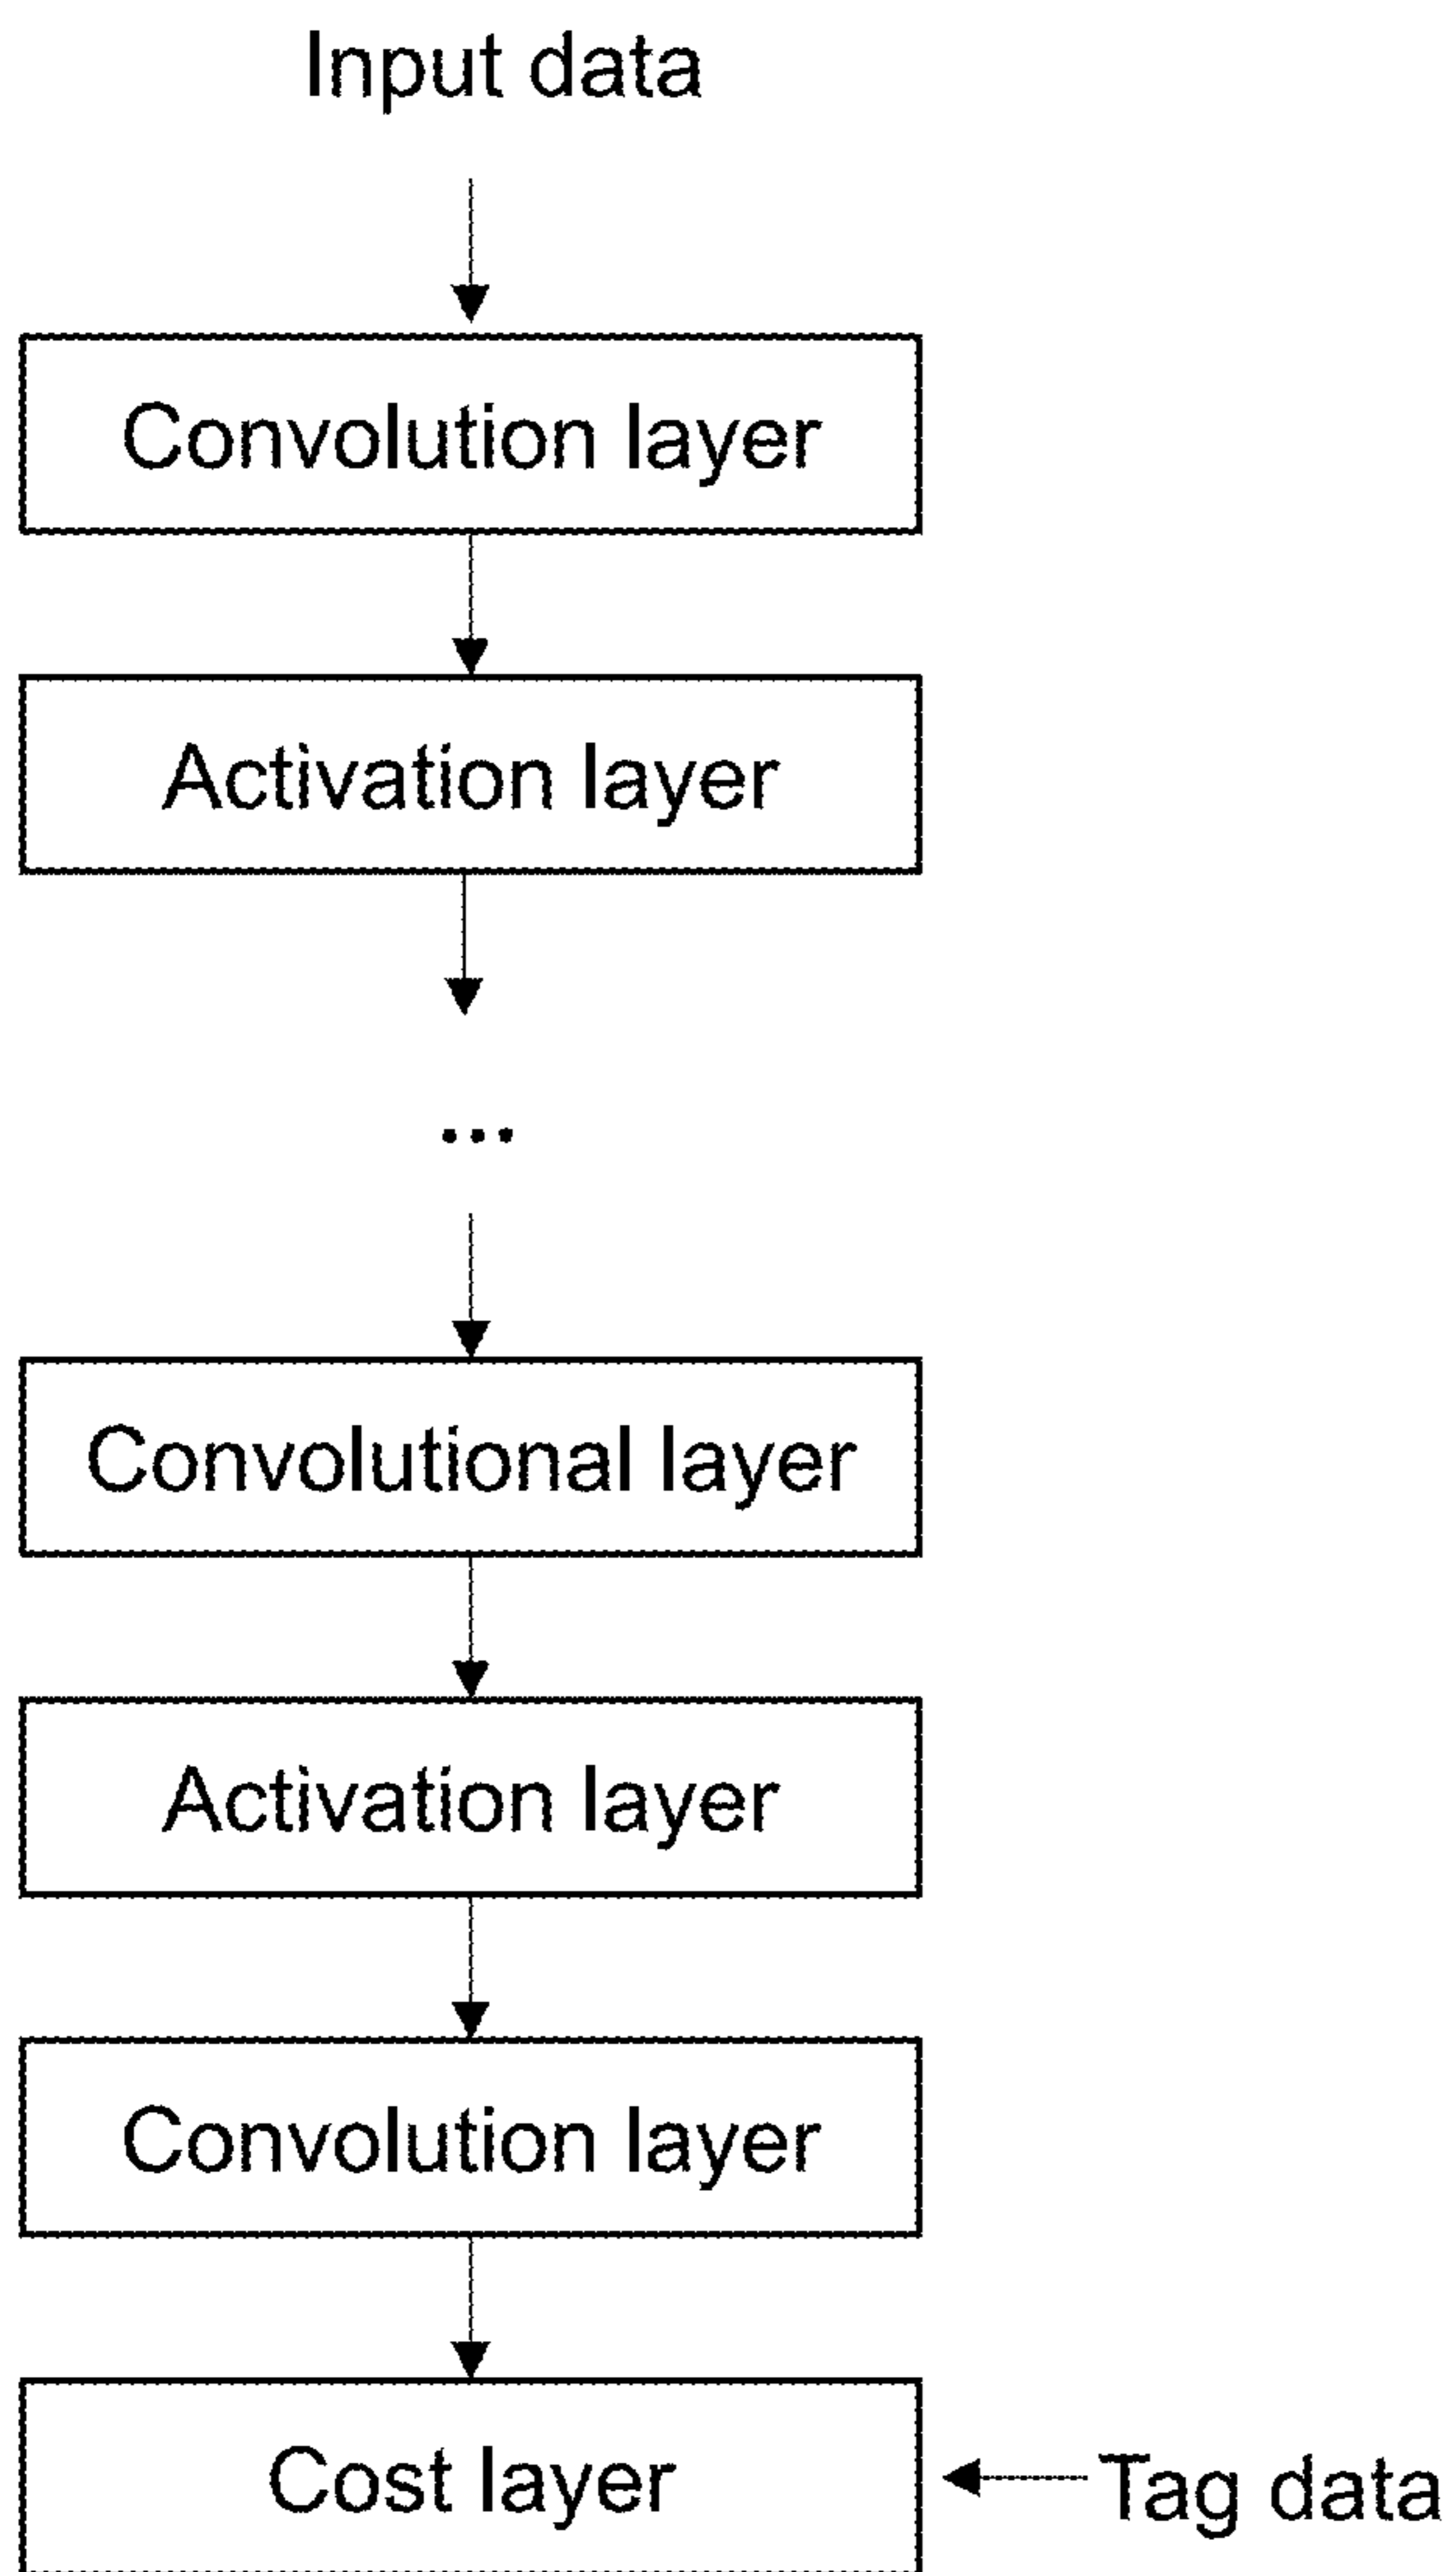 Input data
Convolution layer
Activation layer
...
Convolutional layer
Activation layer
Convolution layer
Cost layer
Tag data